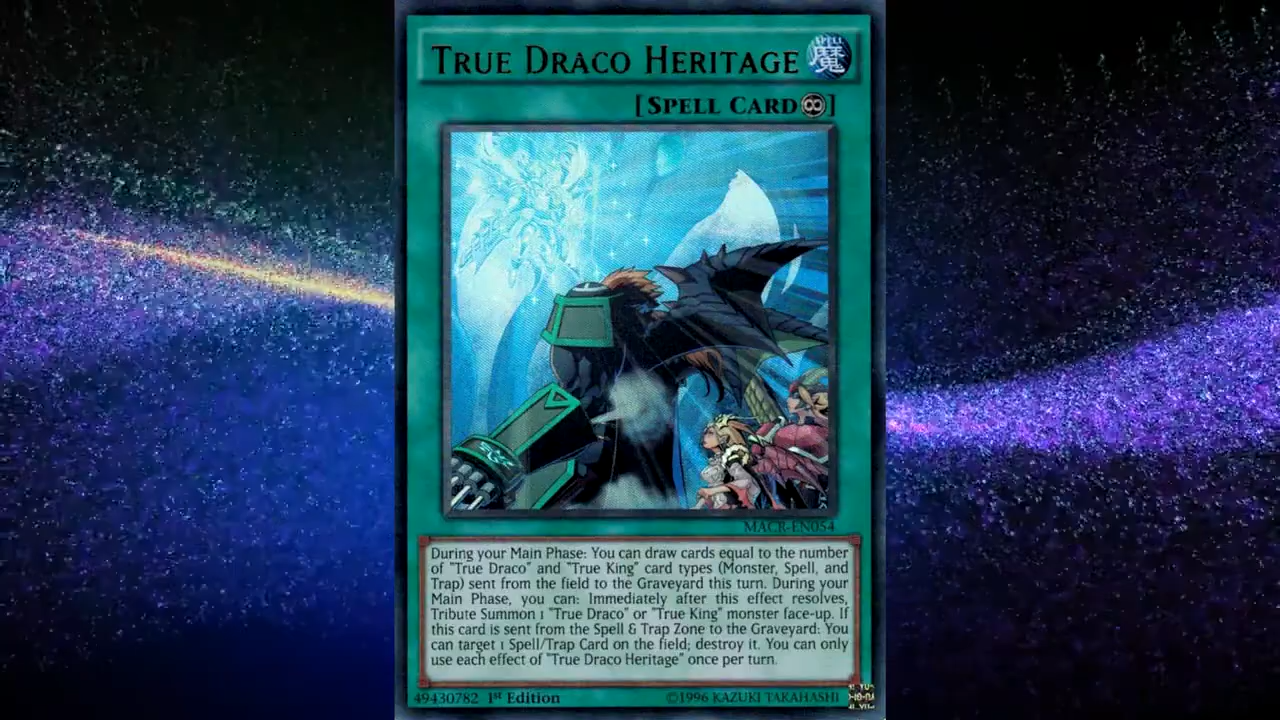 TRUE DRACO HERITAGE
SPELL
魔
[SPELL CARD∞]
MACR-EN054
During your Main Phase: You can draw cards equal to the number
of "True Draco" and "True King" card types (Monster, Spell, and
Trap) sent from the field to the Graveyard this turn. During your
Main Phase, you can: Immediately after this effect resolves,
Tribute Summon 1 "True Draco" or "True King" monster face-up. If
this card is sent from the Spell & Trap Zone to the Graveyard: You
can target 1 Spell/Trap Card on the field; destroy it. You can only
use each effect of "True Draco Heritage" once per turn.
49430782 1st Edition ©1996 KAZUKI TAKAHASHI